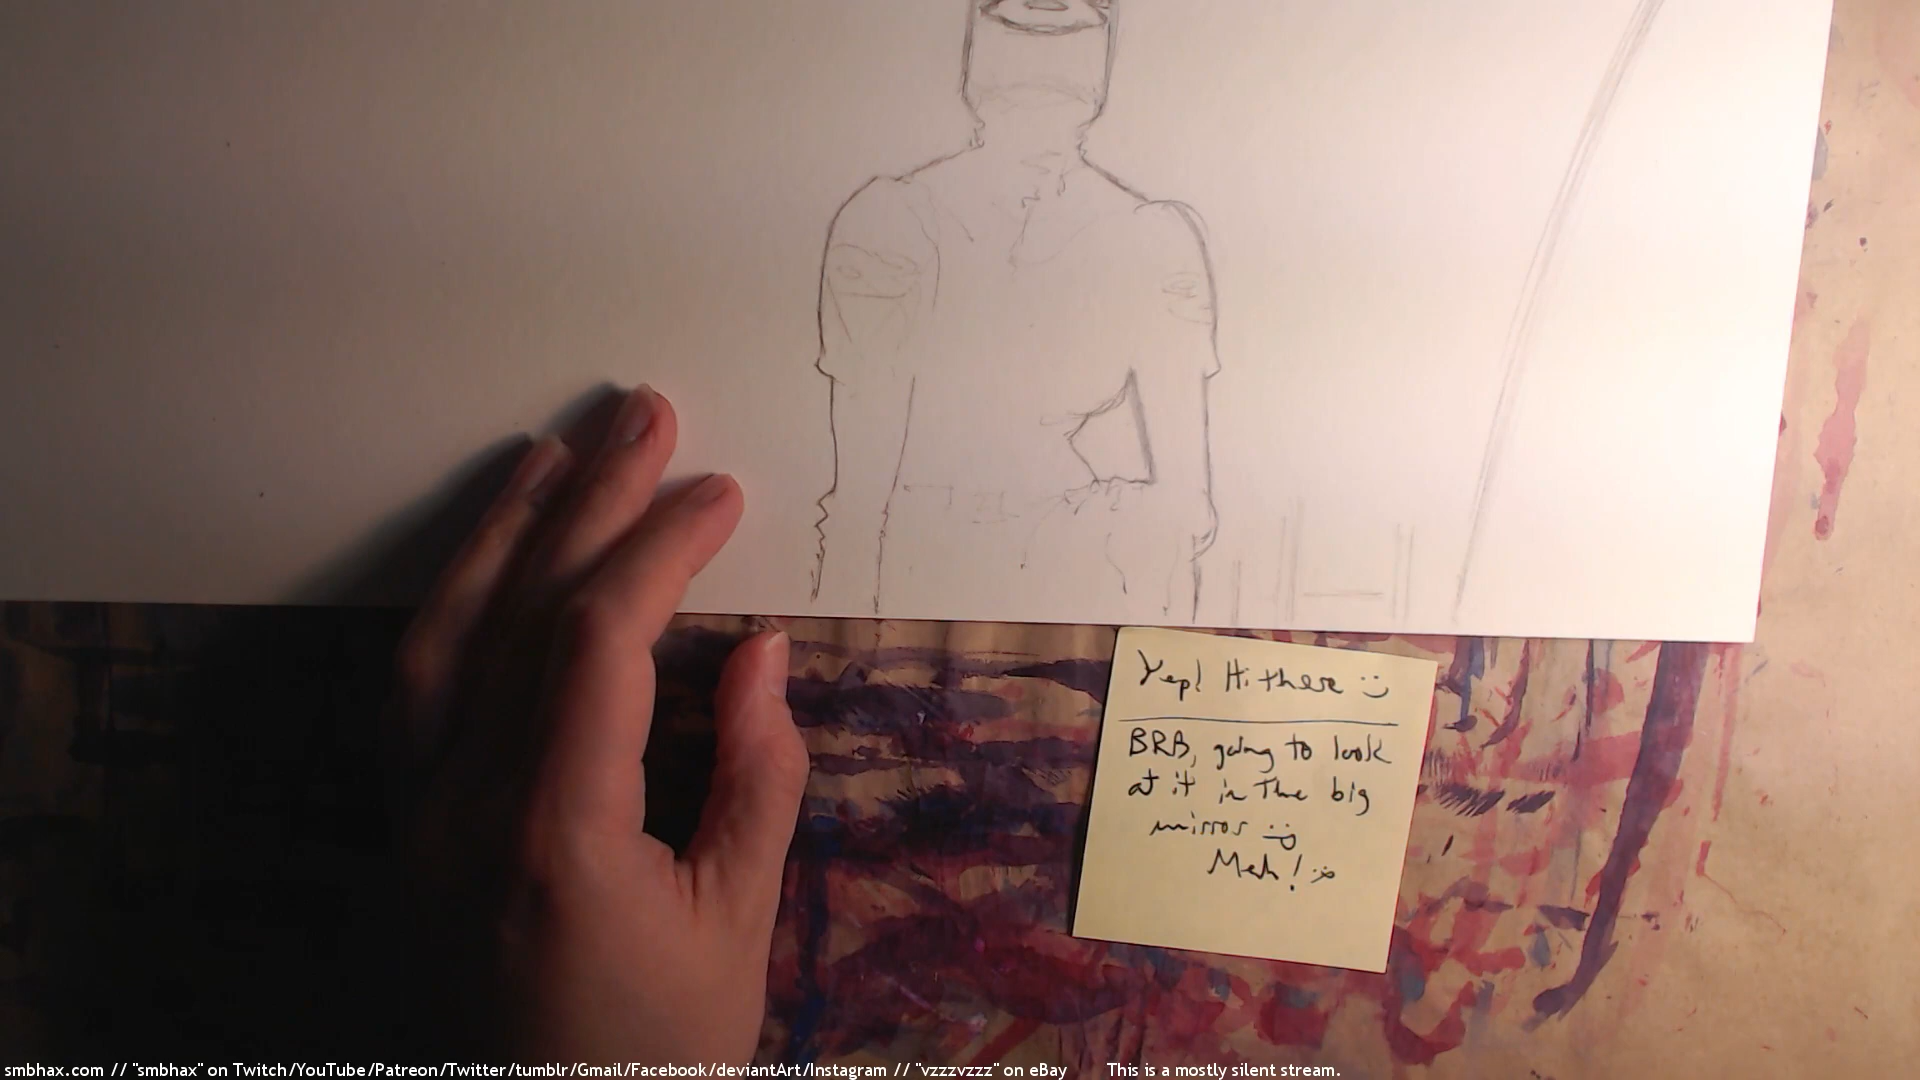 Yep! Hi there :)
BRB, going to look
at it in the big
mirror :)
Meh! :)
smbhax.com // "smbhax" on Twitch/YouTube/Patreon/Twitter/tumblr/Gmail/Facebook/deviantArt/Instagram // "vzzzvzzz" on eBay This is a mostly silent stream.